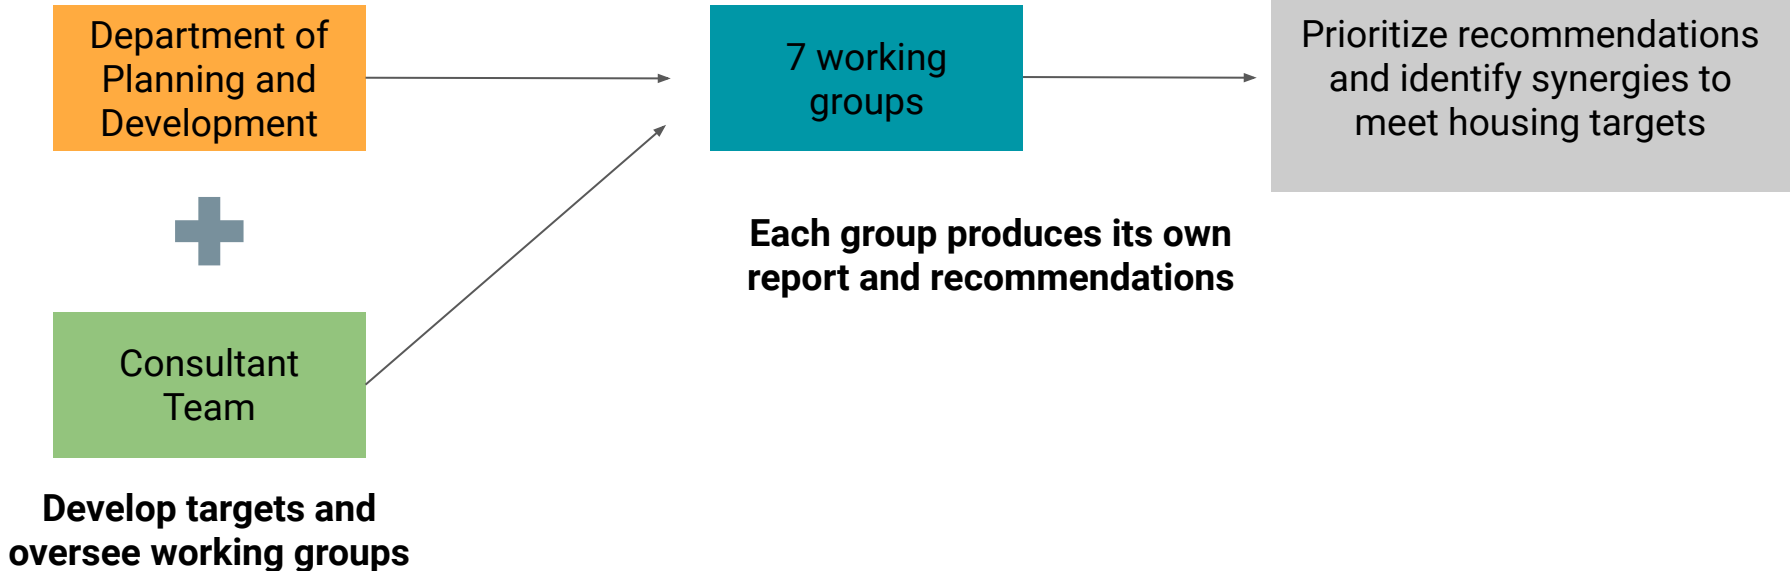 Department of
Planning and
Development
Consultant
Team
Develop targets and
oversee working groups
7 working
groups
Each group produces its own
report and recommendations
Prioritize recommendations
and identify synergies to
meet housing targets